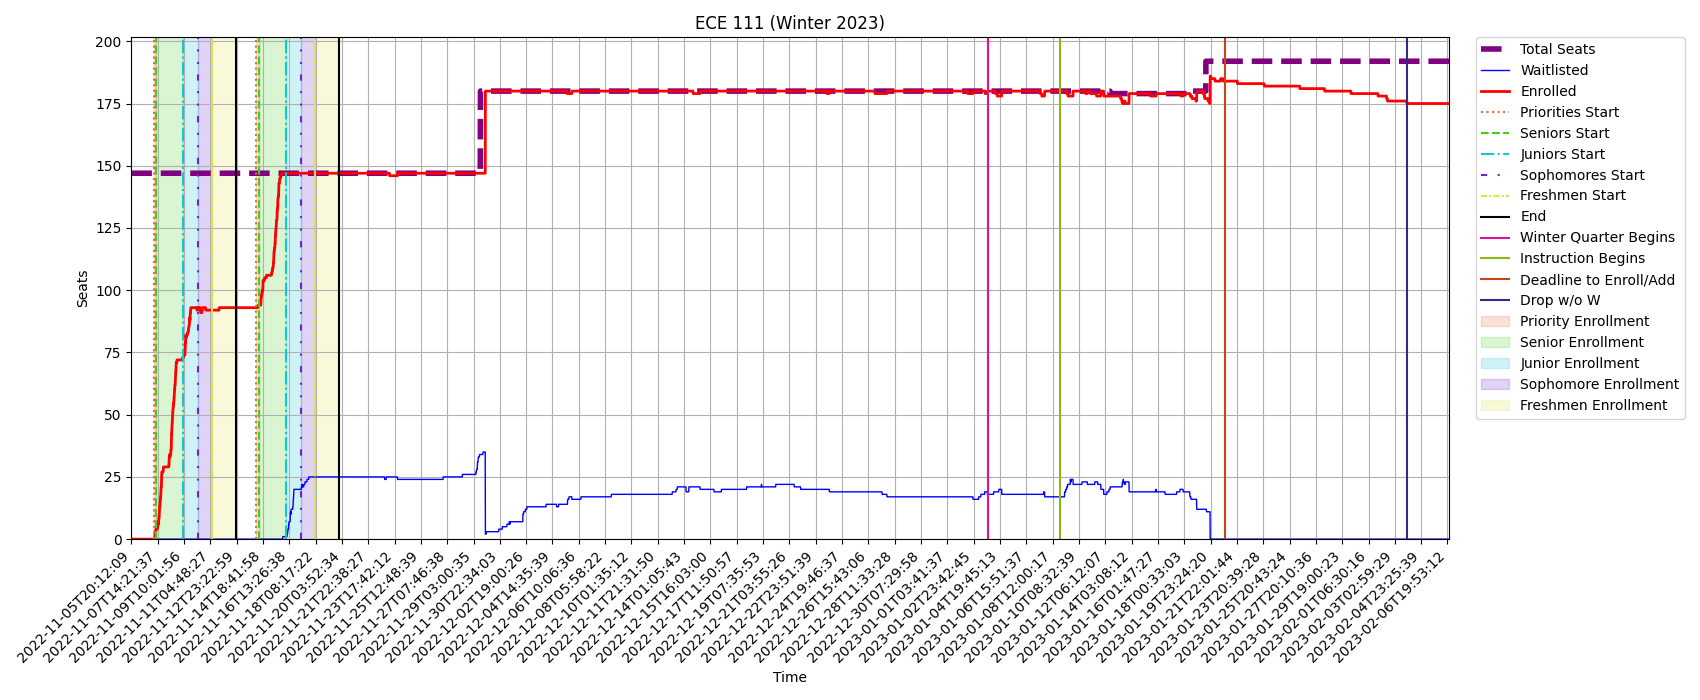 ECE 111 (Winter 2023)
Seats
200
175
150
125
100
75
50
25
0
2022-11-05T20:12:09
2022-11-07T14:21:37
2022-11-09T10:01:56
2022-11-11T04:48:27
2022-11-12T23:22:59
2022-11-14T18:41:58
2022-11-16T13:26:38
2022-11-18T08:17:22
2022-11-20T03:52:34
2022-11-21T22:38:27
2022-11-23T17:42:12
2022-11-25T12:48:39
2022-11-27T07:46:38
2022-11-29T03:00:35
2022-11-30T22:34:03
2022-12-02T19:00:26
2022-12-04T14:35:39
2022-12-06T10:06:36
2022-12-08T05:58:22
2022-12-10T01:35:12
2022-12-11T21:31:50
2022-12-14T01:05:43
2022-12-15T16:03:00
2022-12-17T11:50:57
2022-12-19T07:35:53
2022-12-21T03:55:26
2022-12-22T23:51:39
2022-12-24T19:46:37
2022-12-26T15:43:06
2022-12-28T11:33:28
2022-12-30T07:29:58
2023-01-01T03:41:37
2023-01-02T23:42:45
2023-01-04T19:45:13
2023-01-06T15:51:37
2023-01-08T12:00:17
2023-01-10T08:32:39
2023-01-12T06:12:07
2023-01-14T03:08:12
2023-01-16T01:47:27
2023-01-18T00:33:03
2023-01-19T23:24:20
2023-01-21T22:01:44
2023-01-23T20:39:28
2023-01-25T20:43:24
2023-01-27T20:10:36
2023-01-29T19:00:23
2023-02-01T06:30:16
2023-02-03T02:59:29
2023-02-04T23:25:39
2023-02-06T19:53:12
Time
Total Seats
Waitlisted
Enrolled
Priorities Start
Seniors Start
Juniors Start
Sophomores Start
Freshmen Start
End
Winter Quarter Begins
Instruction Begins
Deadline to Enroll/Add
Drop w/o W
Priority Enrollment
Senior Enrollment
Junior Enrollment
Sophomore Enrollment
Freshmen Enrollment